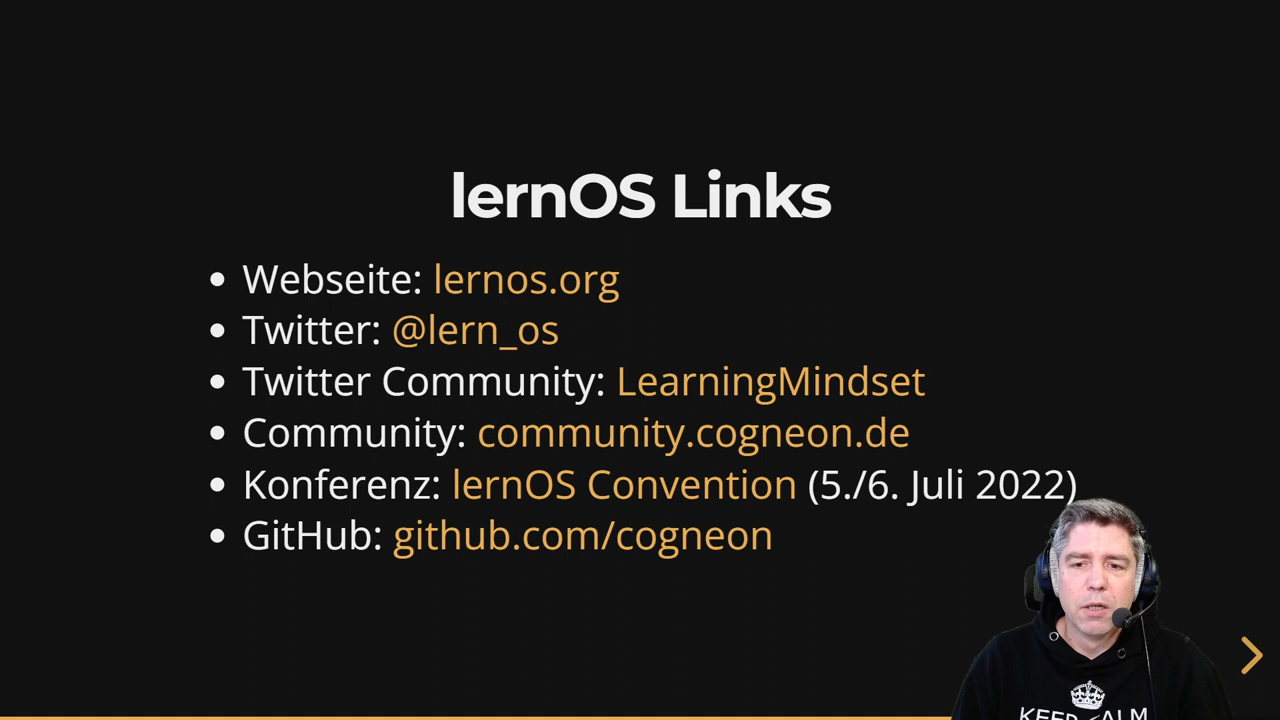 lernOS Links
Webseite: lernos.org
Twitter: @lern_os
Twitter Community: LearningMindset
Community: community.cogneon.de
Konferenz: lernOS Convention (5./6. Juli 2022)
GitHub: github.com/cogneon
KEEP CALM